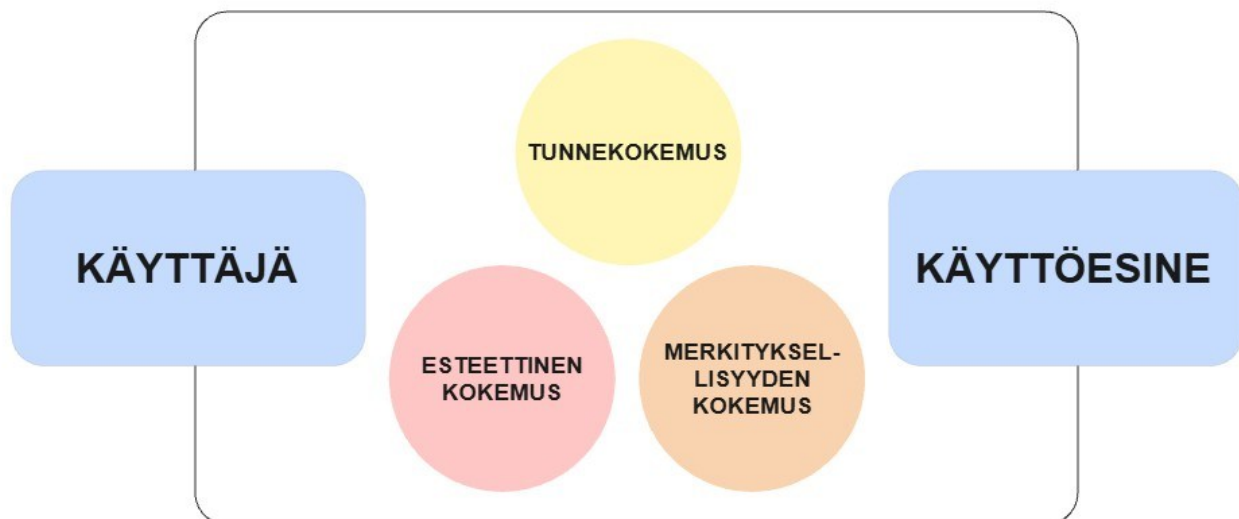 TUNNEKOKEMUS
KÄYTTÄJÄ
KÄYTTÖESINE
ESTEETTINEN
KOKEMUS
MERKITYKSEL-
LISYYDEN
KOKEMUS